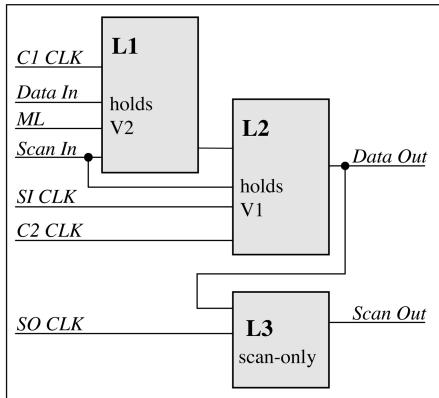 L1
C1 CLK
Data In
holds
ML
V2
L2
Scan In
Data Out
holds
SI CLK
V1
C2 CLK
SO CLK
L3
Scan Out
scan-only